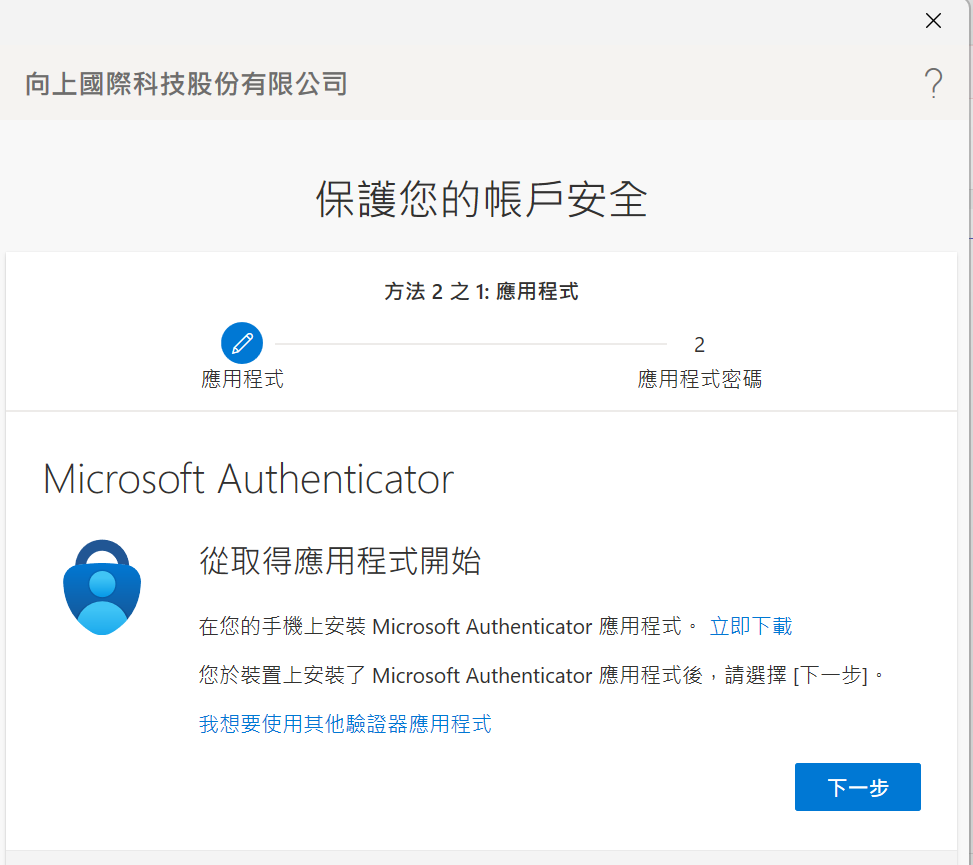 向上國際科技股份有限公司
?
保護您的帳戶安全
方法 2 之 1: 應用程式
2
應用程式
應用程式密碼
Microsoft Authenticator
從取得應用程式開始
在您的手機上安裝 Microsoft Authenticator 應用程式。 立即下載
您於裝置上安裝了 Microsoft Authenticator 應用程式後，請選擇 [下一步]。
我想要使用其他驗證器應用程式
下一步